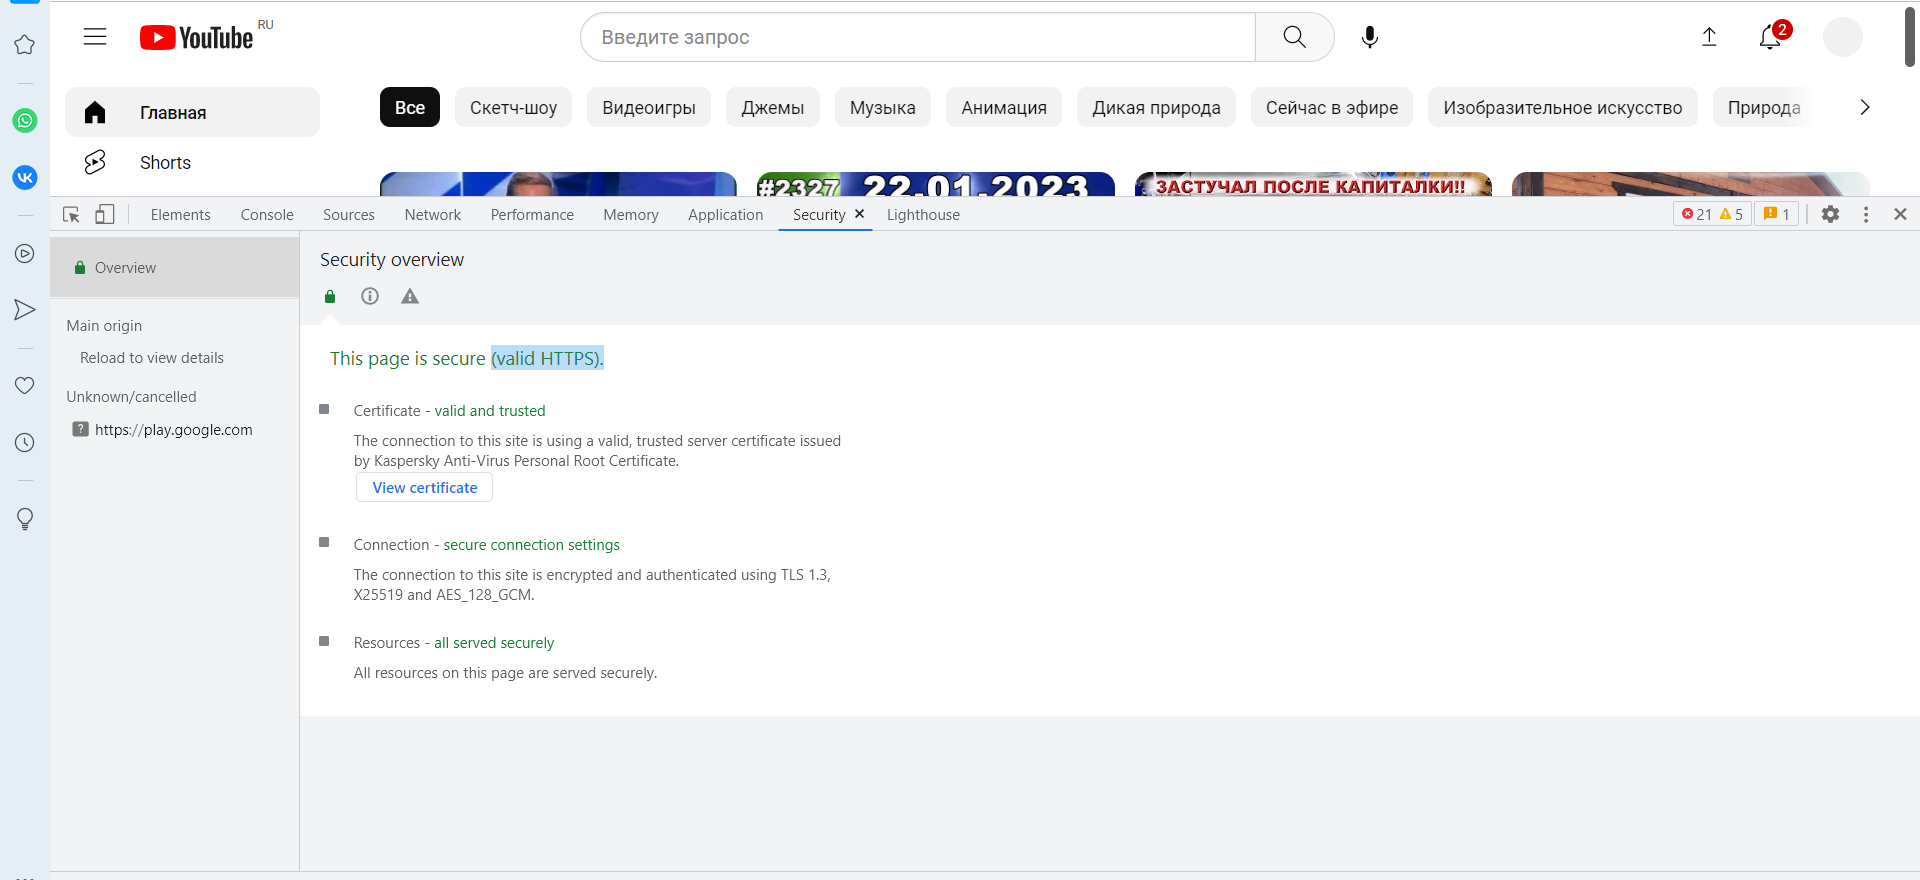 YouTube RU
Введите запрос
2
Главная
Все Скетч-шоу Видеоигры Джемы Музыка Анимация Дикая природа Сейчас в эфире Изобразительное искусство Природа
Shorts
#2327 22.01.2023
ЗАСТУЧАЛ ПОСЛЕ КАПИТАЛКИ!!
Elements Console Sources Network Performance Memory Application Security Lighthouse 21 5 1
Overview
Main origin
Reload to view details
Unknown/cancelled
? https://play.google.com
Security overview
This page is secure (valid HTTPS).
Certificate - valid and trusted
The connection to this site is using a valid, trusted server certificate issued
by Kaspersky Anti-Virus Personal Root Certificate.
View certificate
Connection - secure connection settings
The connection to this site is encrypted and authenticated using TLS 1.3,
X25519 and AES_128_GCM.
Resources - all served securely
All resources on this page are served securely.